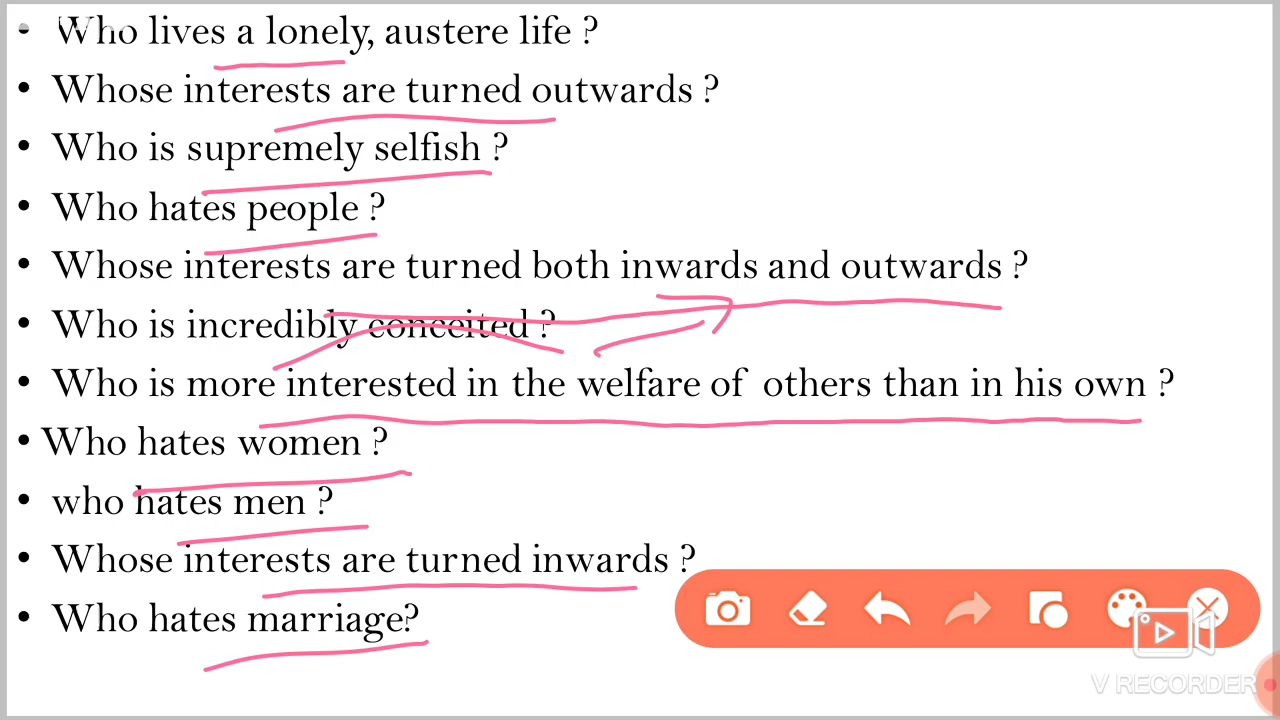 • Who lives a lonely, austere life ?
• Whose interests are turned outwards ?
• Who is supremely selfish ?
• Who hates people ?
• Whose interests are turned both inwards and outwards ?
• Who is incredibly conceited ?
• Who is more interested in the welfare of others than in his own ?
• Who hates women ?
• who hates men ?
• Whose interests are turned inwards ?
• Who hates marriage?
V RECORDER